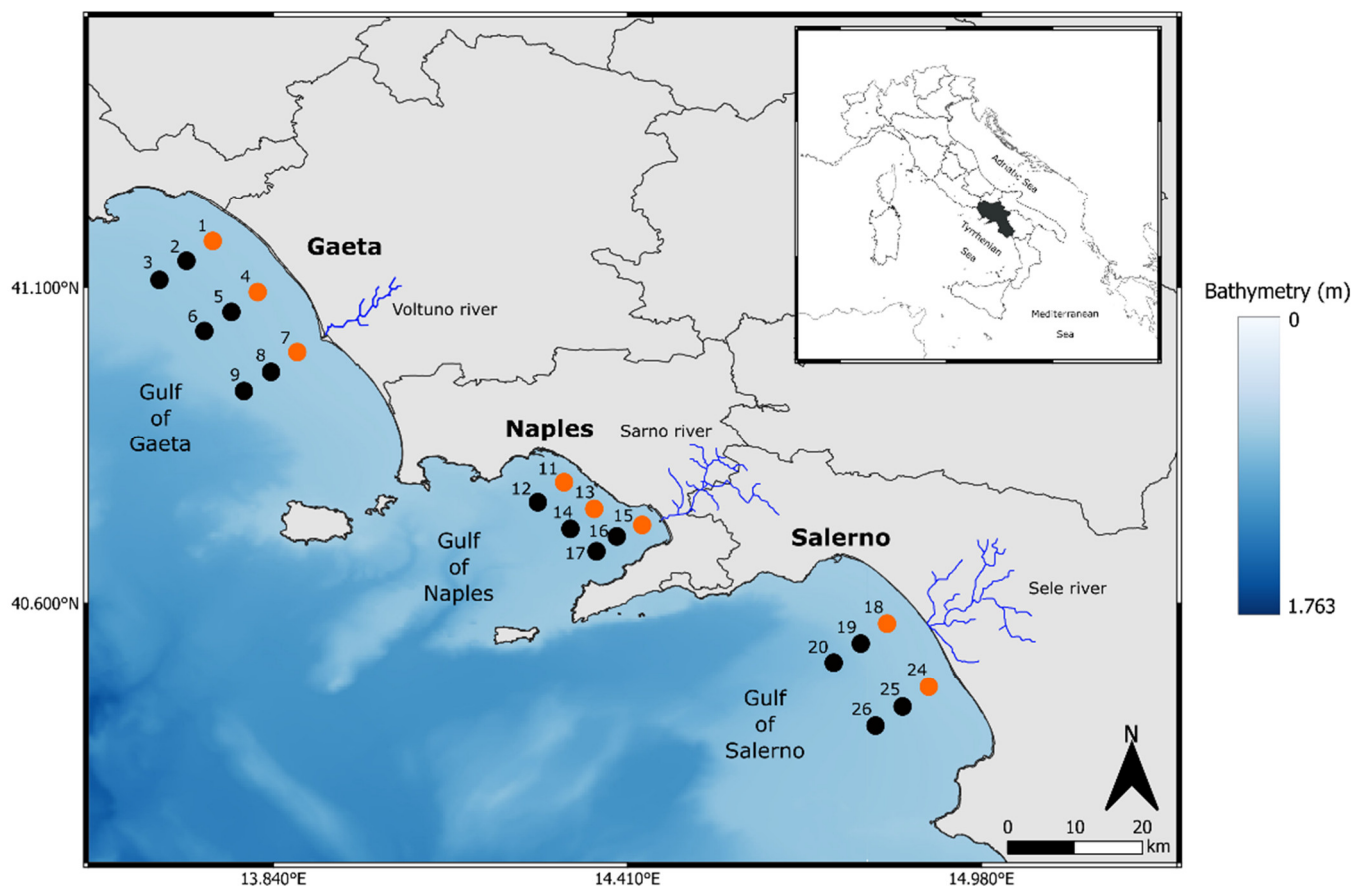 Adriatic Sea
Tyrrhenian
Sea
Mediterranean
Sea
Bathymetry (m)
0
1.763
41.100°N
40.600°N
13.840°E
14.410°E
14.980°E
Gaeta
Voltuno river
1
2
3
4
5
6
7
8
9
Gulf
of
Gaeta
Naples
Sarno river
11
12
13
14
15
16
17
Gulf
of
Naples
Salerno
Sele river
18
19
20
24
25
26
Gulf
of
Salerno
N
0 10 20
km